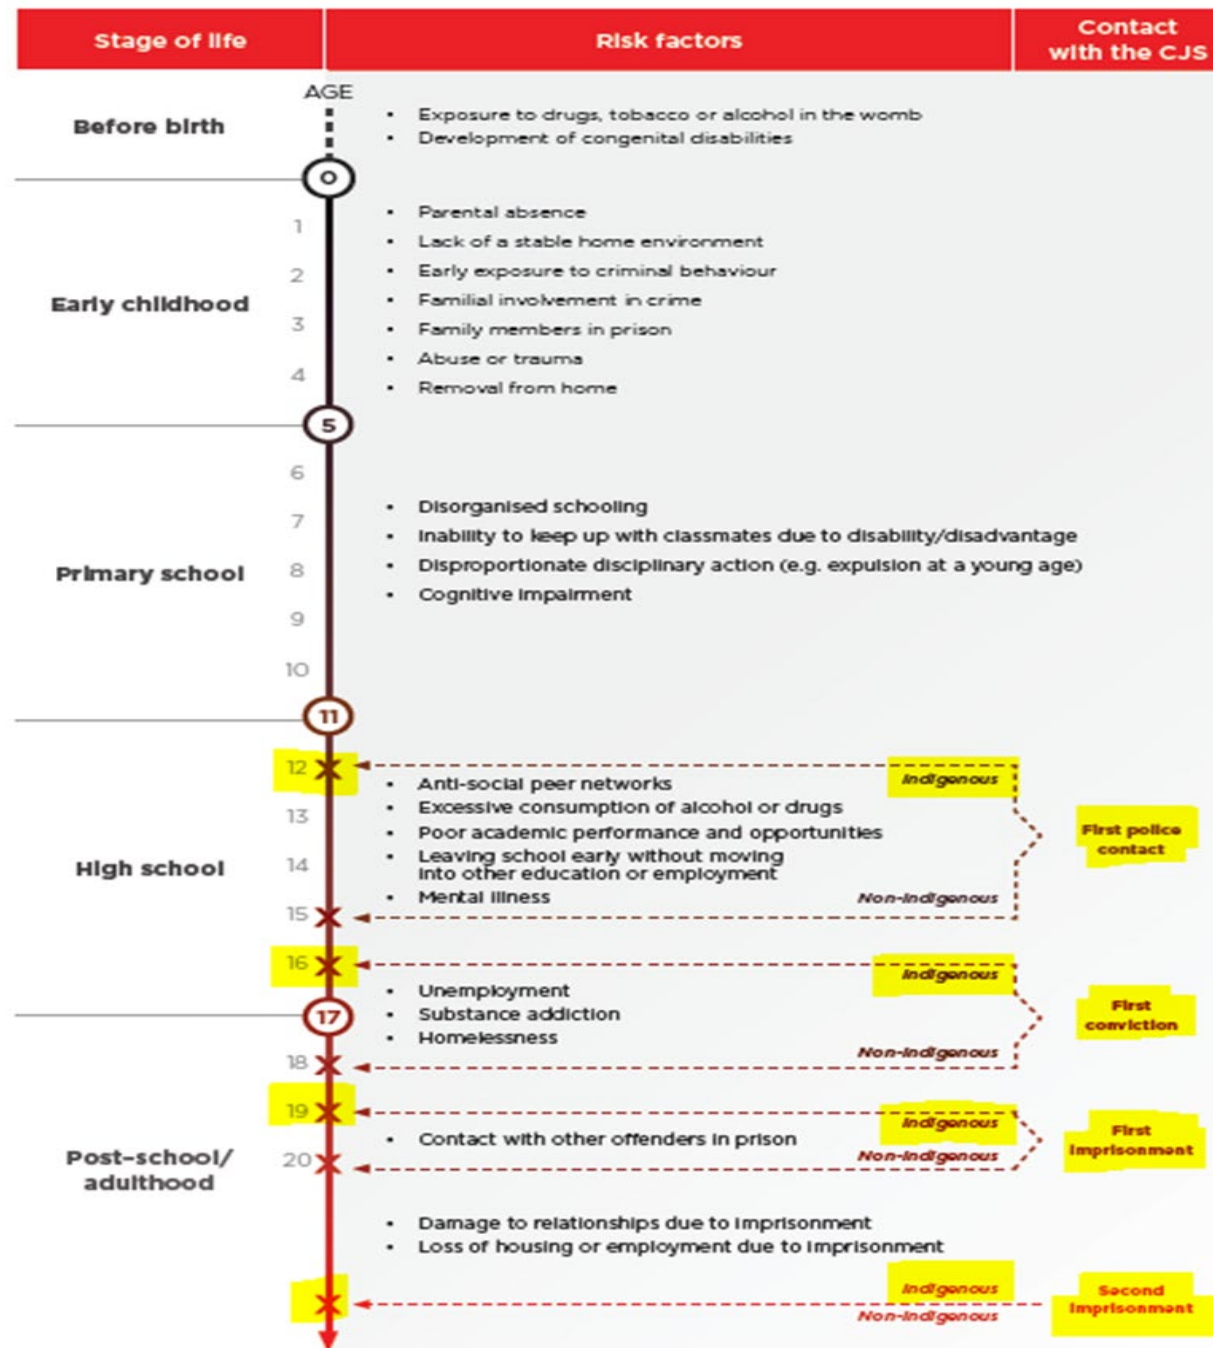 Stage of life
Risk factors
Contact
with the CJS
AGE
Before birth
• Exposure to drugs, tobacco or alcohol in the womb
• Development of congenital disabilities
0
Early childhood
1
2
3
4
• Parental absence
• Lack of a stable home environment
• Early exposure to criminal behaviour
• Familial involvement in crime
• Family members in prison
• Abuse or trauma
• Removal from home
5
Primary school
6
7
8
9
10
• Disorganised schooling
• Inability to keep up with classmates due to disability/disadvantage
• Disproportionate disciplinary action (e.g. expulsion at a young age)
• Cognitive impairment
11
High school
12
13
14
15
16
Indigenous
• Anti-social peer networks
• Excessive consumption of alcohol or drugs
• Poor academic performance and opportunities
• Leaving school early without moving
into other education or employment
• Mental illness
Non-Indigenous
First police
contact
Indigenous
• Unemployment
• Substance addiction
• Homelessness
Non-Indigenous
First
conviction
17
18
Post-school/
adulthood
19
20
Indigenous
• Contact with other offenders in prison
Non-Indigenous
First
imprisonment
• Damage to relationships due to imprisonment
• Loss of housing or employment due to imprisonment
Indigenous
Non-Indigenous
Second
imprisonment